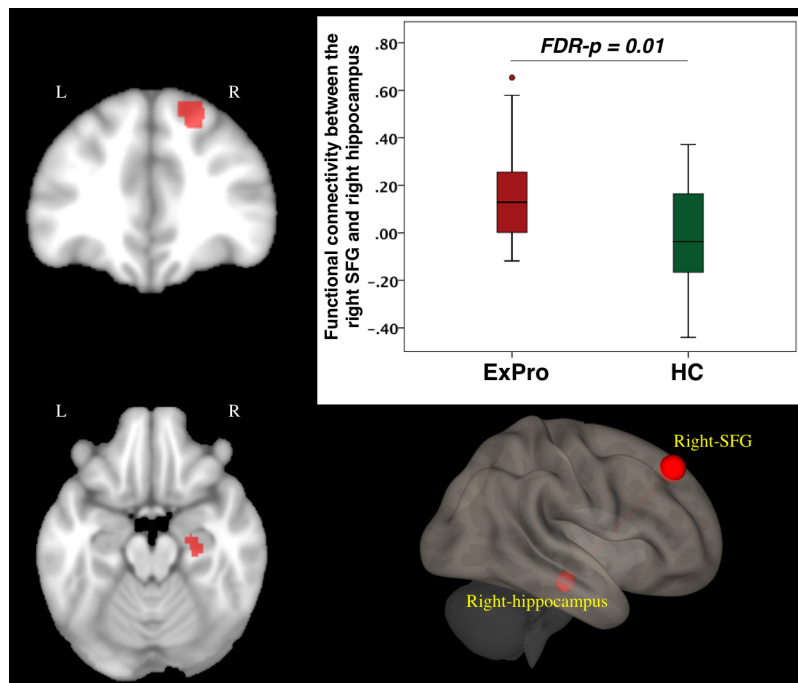 L
R
Functional connectivity between the
right SFG and right hippocampus
.80
.60
.40
.20
.00
-.20
-.40
FDR-p = 0.01
ExPro
HC
L
R
Right-SFG
Right-hippocampus